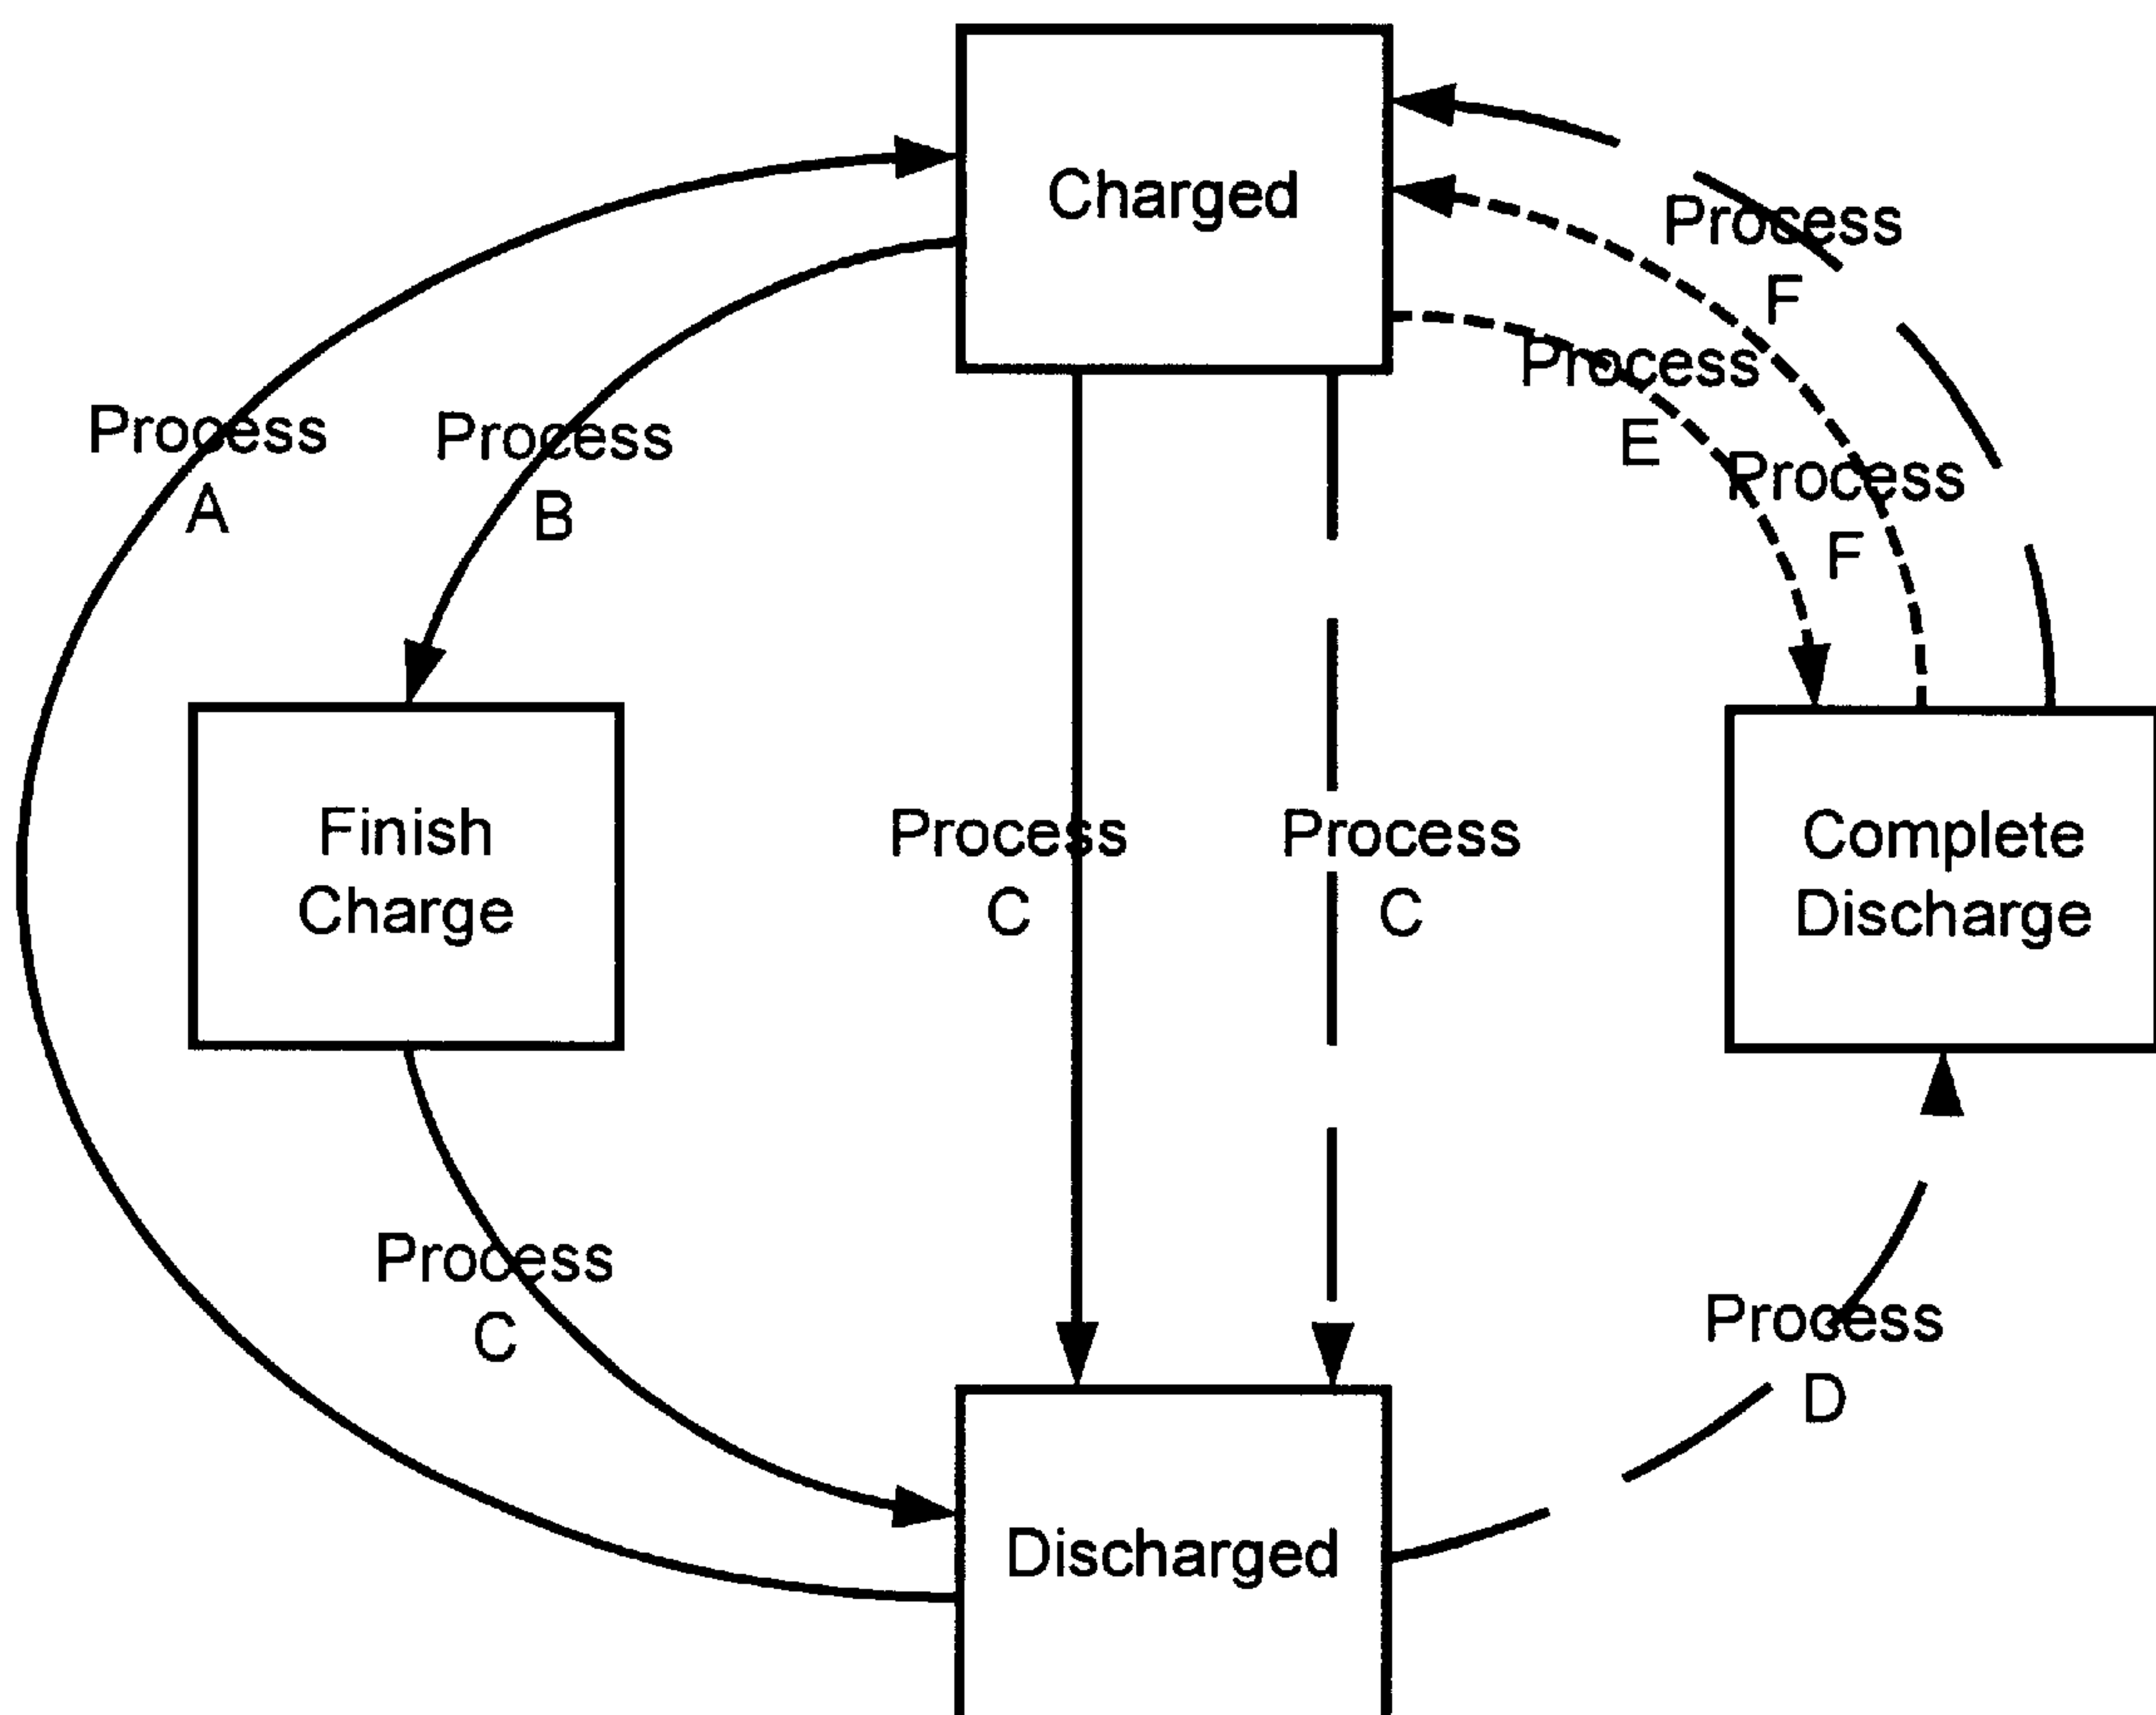 Charged
Process
F
Process
E
Process
A
Process
B
Process
F
Finish
Charge
Process
C
Process
C
Complete
Discharge
Process
C
Process
D
Discharged